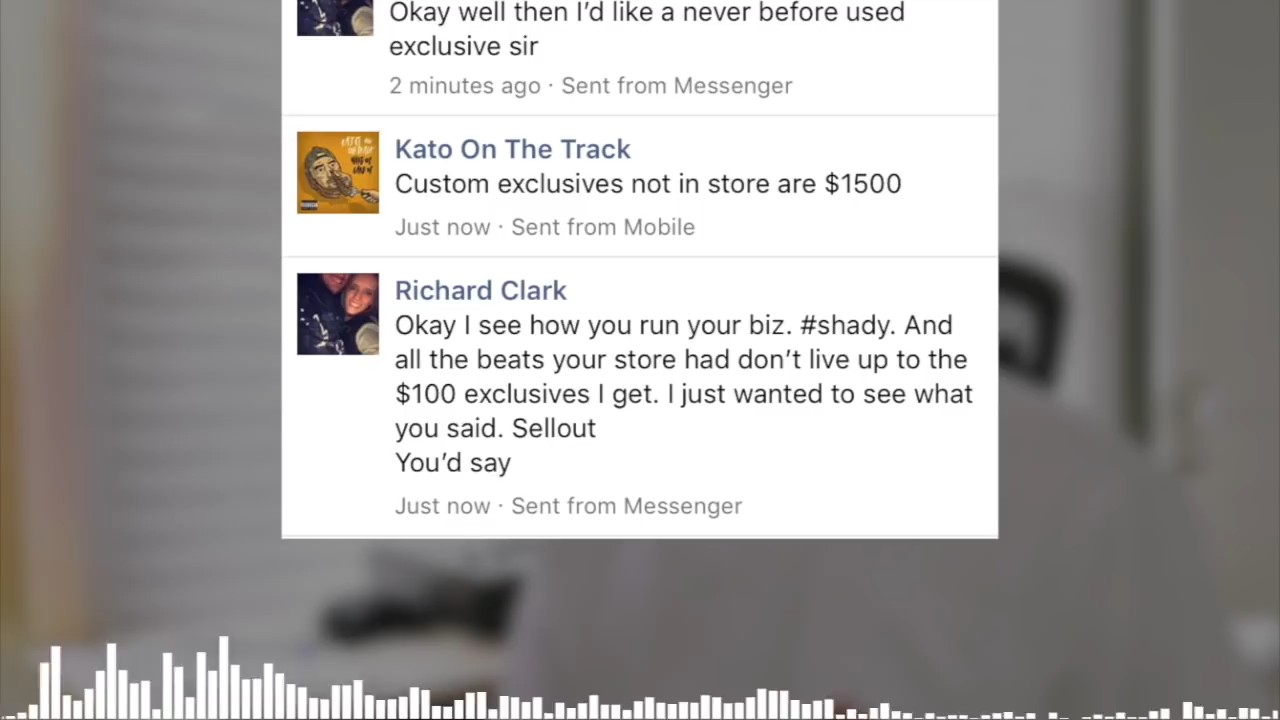 Okay well then I'd like a never before used
exclusive sir
2 minutes ago · Sent from Messenger
Kato On The Track
Custom exclusives not in store are $1500
Just now · Sent from Mobile
Richard Clark
Okay I see how you run your biz. #shady. And
all the beats your store had don't live up to the
$100 exclusives I get. I just wanted to see what
you said. Sellout
You'd say
Just now · Sent from Messenger